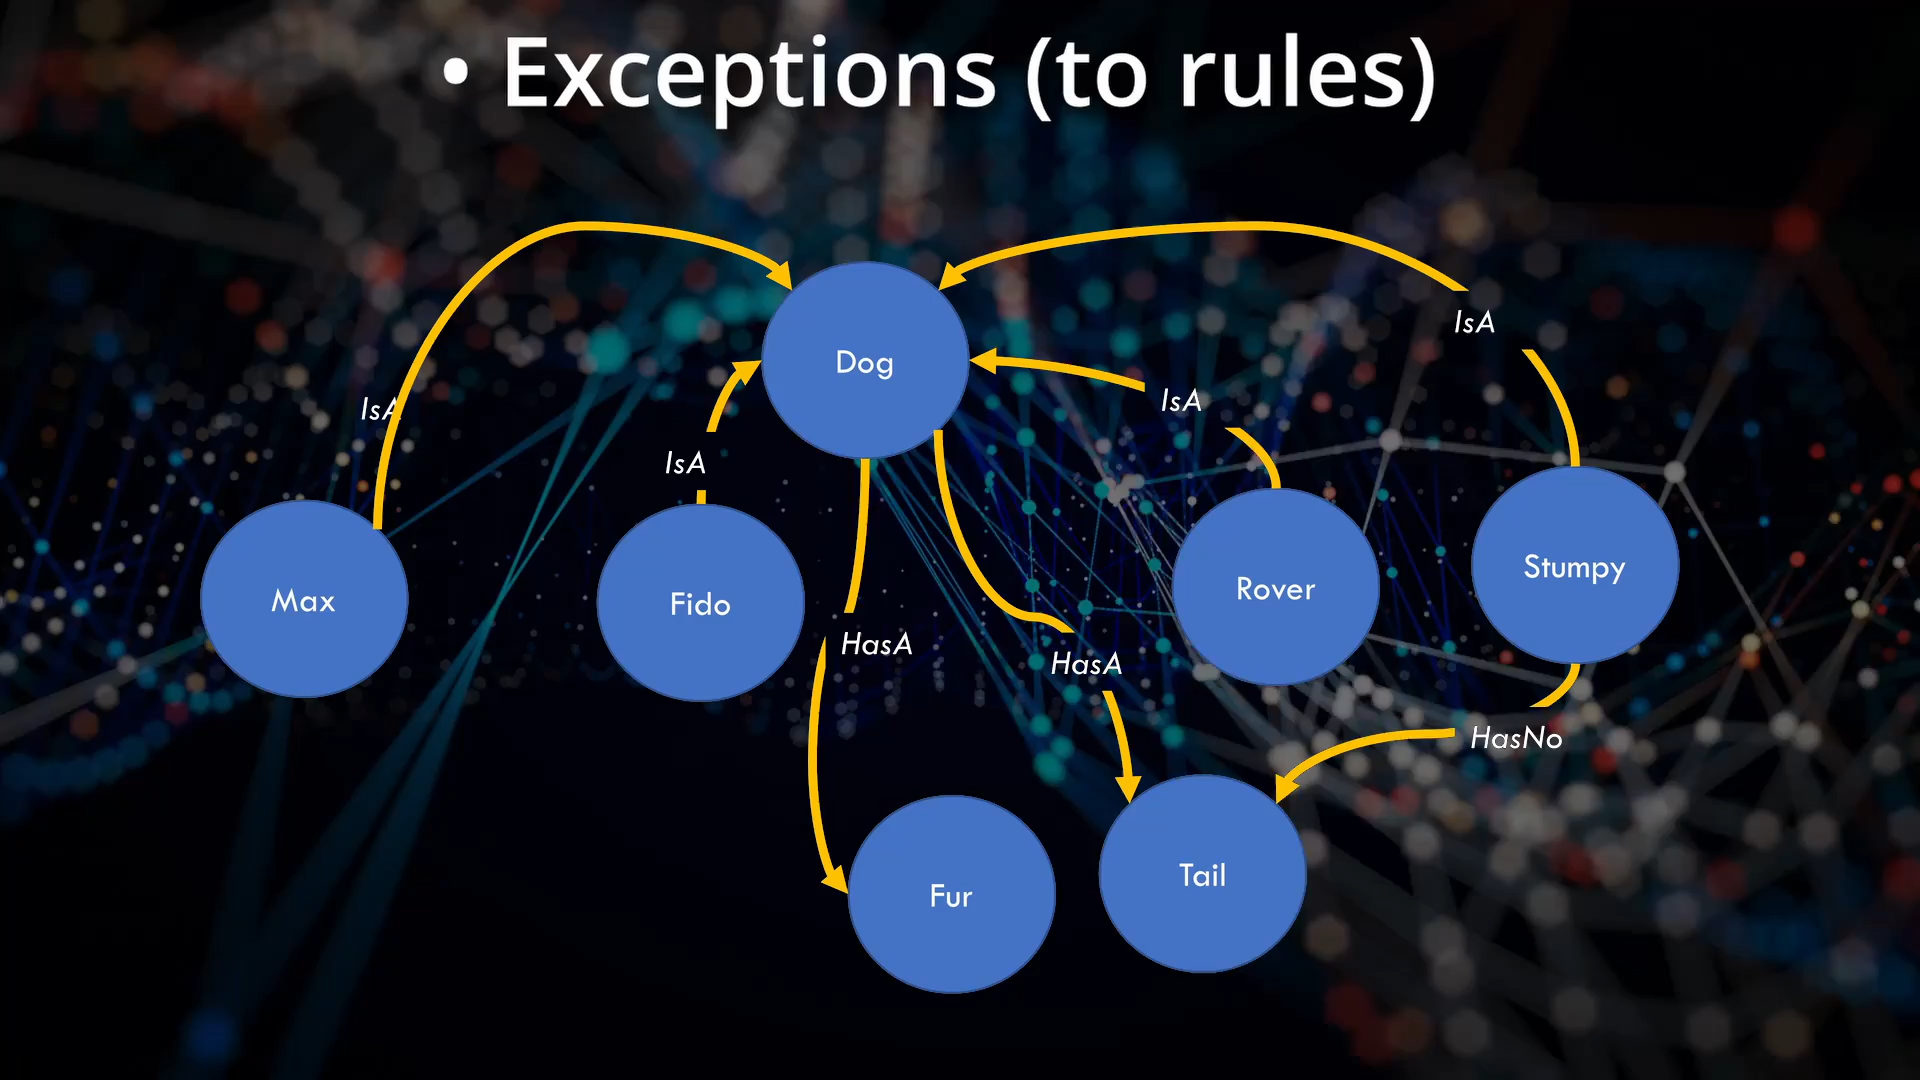 • Exceptions (to rules)
IsA
Dog
IsA
IsA
IsA
Max
Fido
Rover
Stumpy
HasA
HasA
HasNo
Fur
Tail